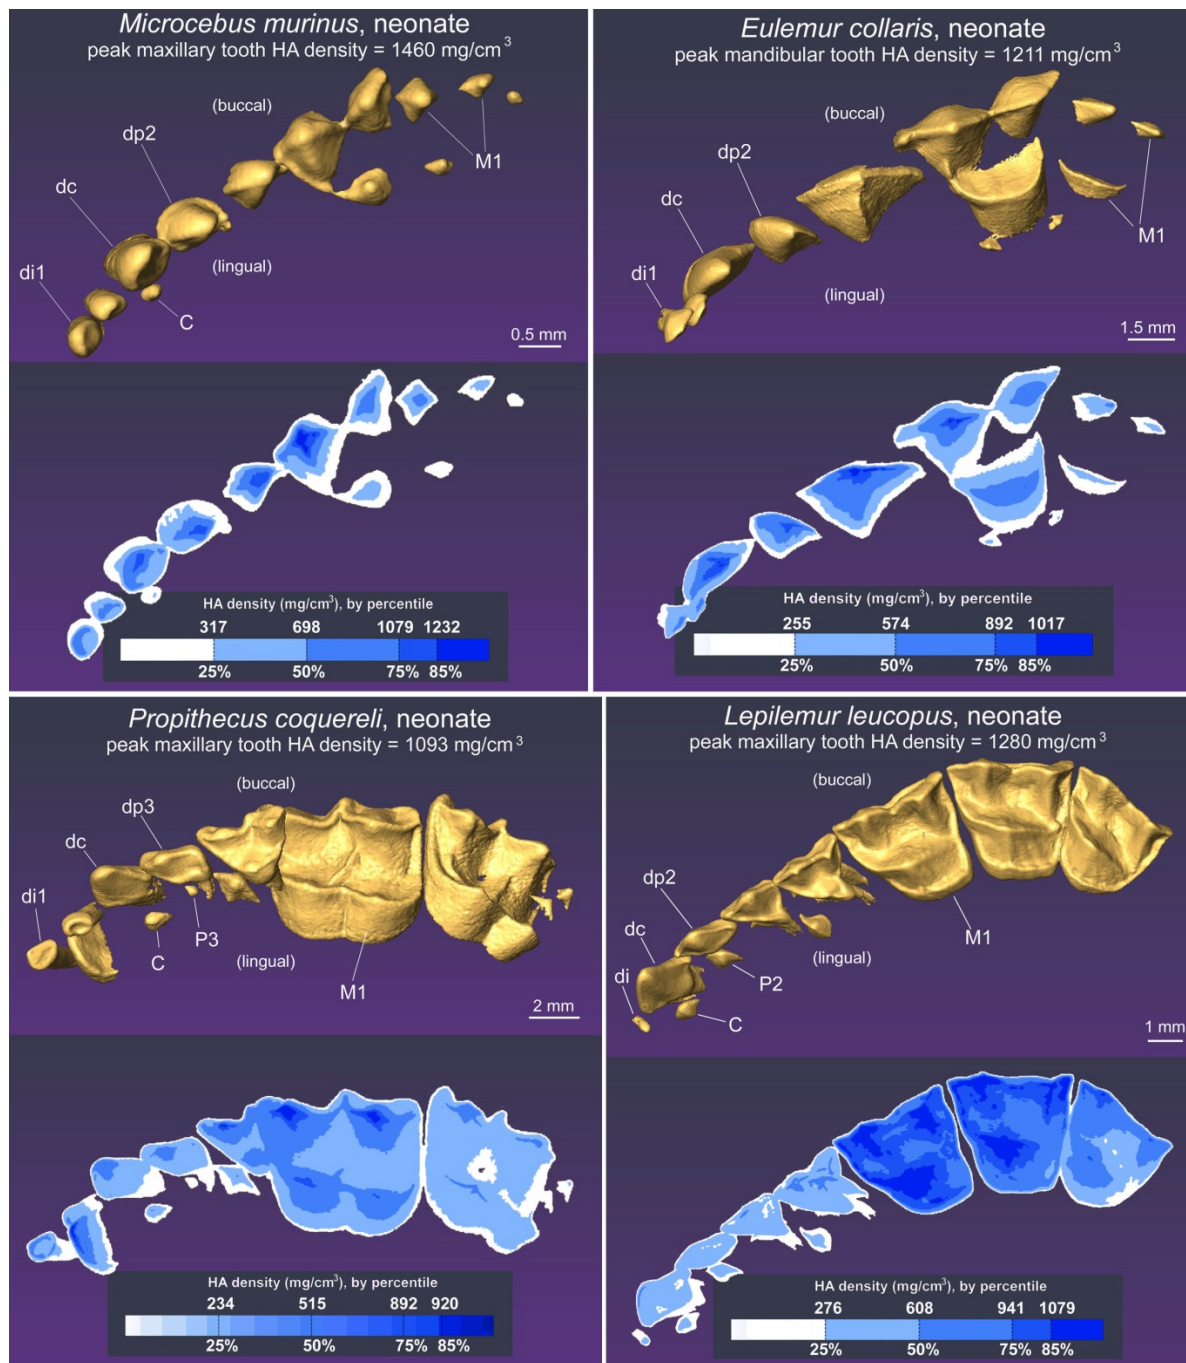 Microcebus murinus, neonate
peak maxillary tooth HA density = 1460 mg/cm³
(buccal)
dp2
M1
dc
(lingual)
di1
C
0.5 mm
HA density (mg/cm³), by percentile
317 698 1079 1232
25% 50% 75% 85%
Eulemur collaris, neonate
peak mandibular tooth HA density = 1211 mg/cm³
(buccal)
dp2
dc
M1
di1
(lingual)
1.5 mm
HA density (mg/cm³), by percentile
255 574 892 1017
25% 50% 75% 85%
Propithecus coquereli, neonate
peak maxillary tooth HA density = 1093 mg/cm³
(buccal)
dp3
dc
di1
P3
C
(lingual)
M1
2 mm
HA density (mg/cm³), by percentile
234 515 892 920
25% 50% 75% 85%
Lepilemur leucopus, neonate
peak maxillary tooth HA density = 1280 mg/cm³
(buccal)
dp2
M1
dc
(lingual)
di
P2
C
1 mm
HA density (mg/cm³), by percentile
276 608 941 1079
25% 50% 75% 85%